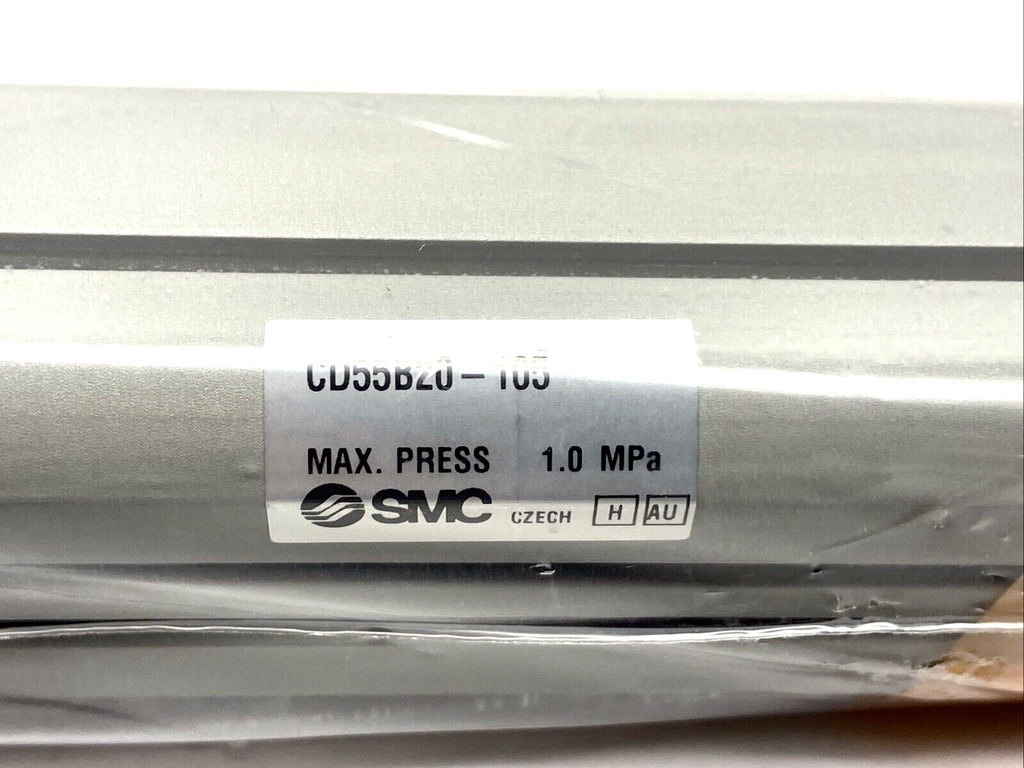 CD55B20-105
MAX. PRESS 1.0 MPa
SMC CZECH H AU